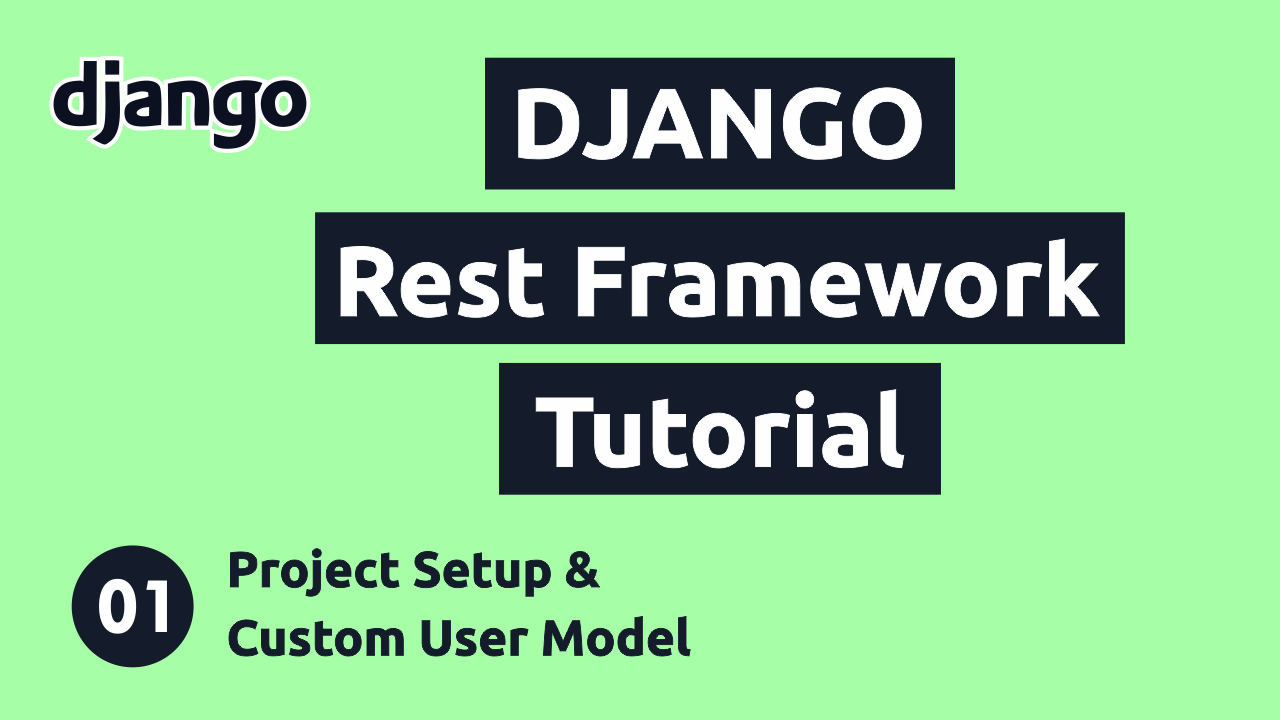 django
DJANGO
Rest Framework
Tutorial
01
Project Setup &
Custom User Model